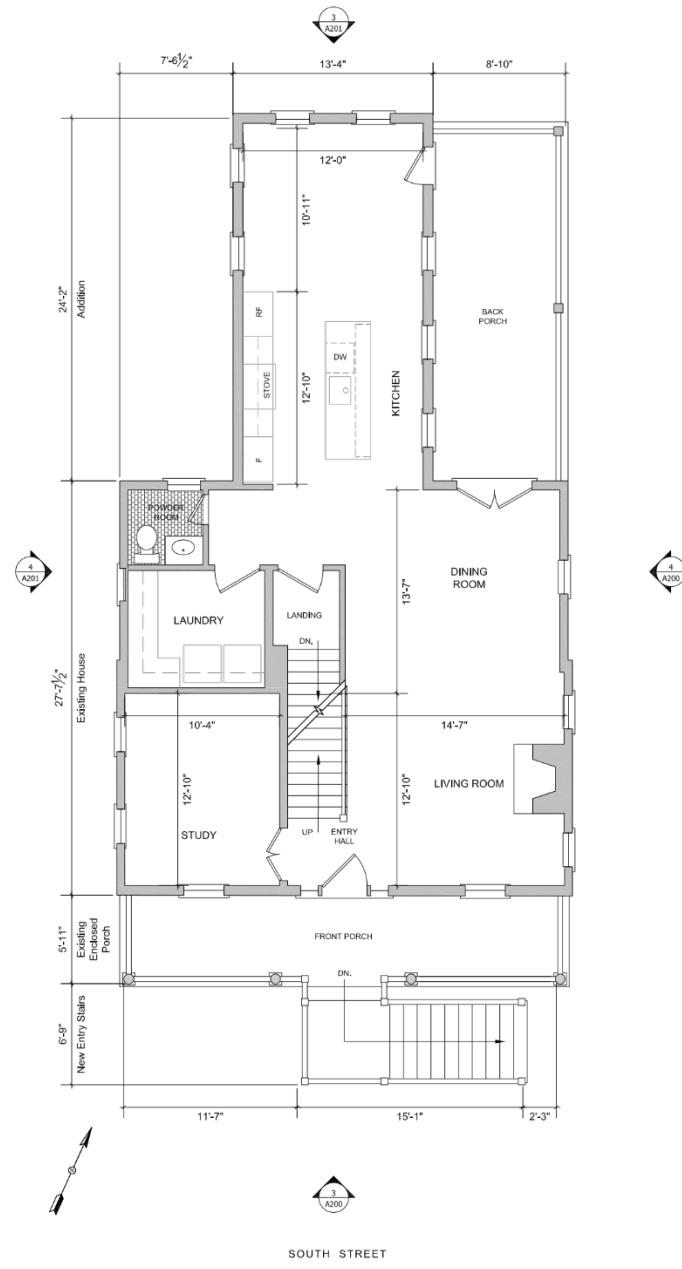 3
A201
7'-6½"
13'-4"
8'-10"
12'-0"
10'-11"
24'-2"
Addition
RF
BACK
PORCH
DW
STOVE
12'-10"
KITCHEN
F
POWDER
ROOM
4
A201
4
A200
DINING
ROOM
13'-7"
LANDING
LAUNDRY
DN.
27'-7½"
Existing House
10'-4"
14'-7"
12'-10"
12'-10"
LIVING ROOM
STUDY
UP
ENTRY
HALL
5'-11"
Existing
Enclosed
Porch
FRONT PORCH
DN.
6'-9"
New Entry Stairs
11'-7"
15'-1"
2'-3"
N
3
A200
SOUTH STREET